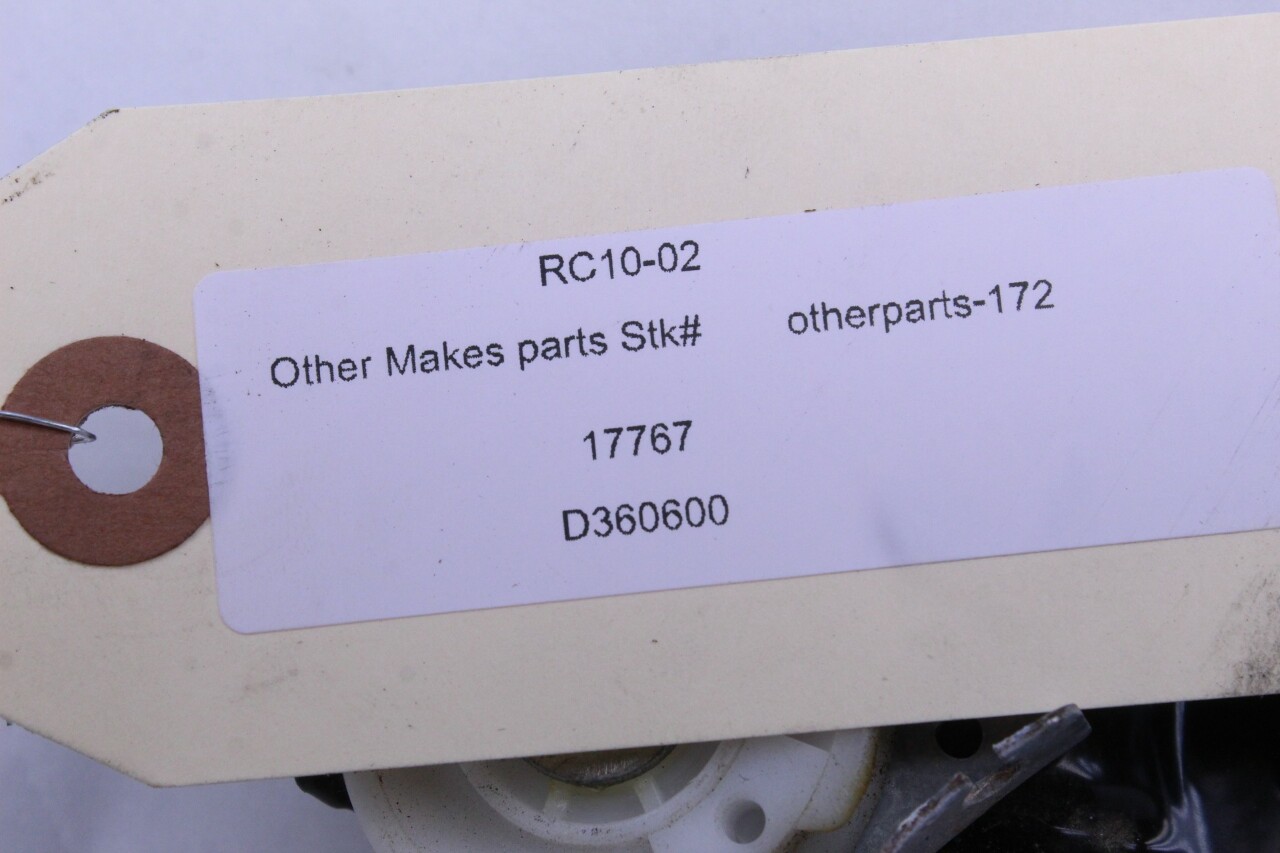 RC10-02
Other Makes parts Stk# otherparts-172
17767
D360600